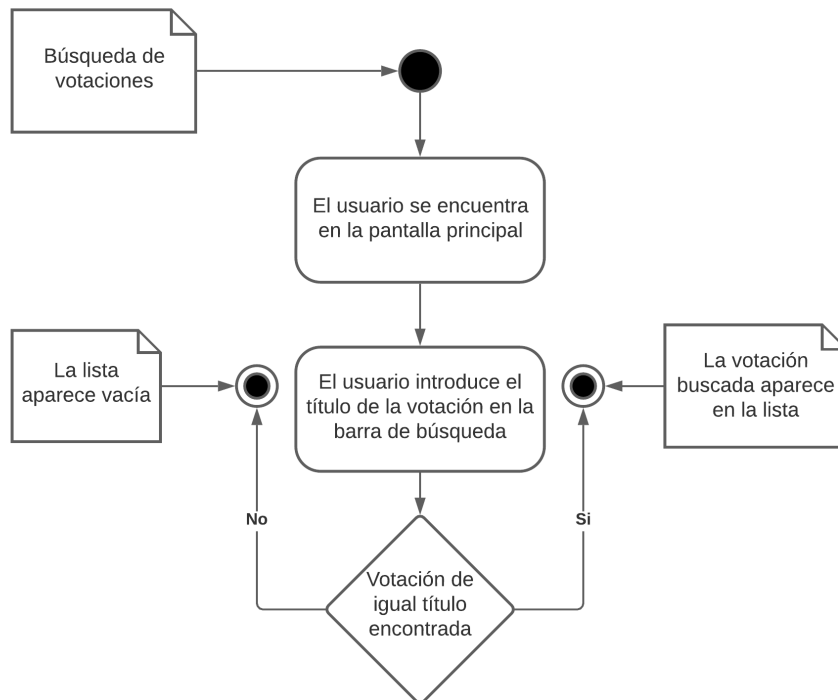 Búsqueda de
votaciones
El usuario se encuentra
en la pantalla principal
La lista
aparece vacía
El usuario introduce el
título de la votación en la
barra de búsqueda
La votación
buscada aparece
en la lista
No
Si
Votación de
igual título
encontrada